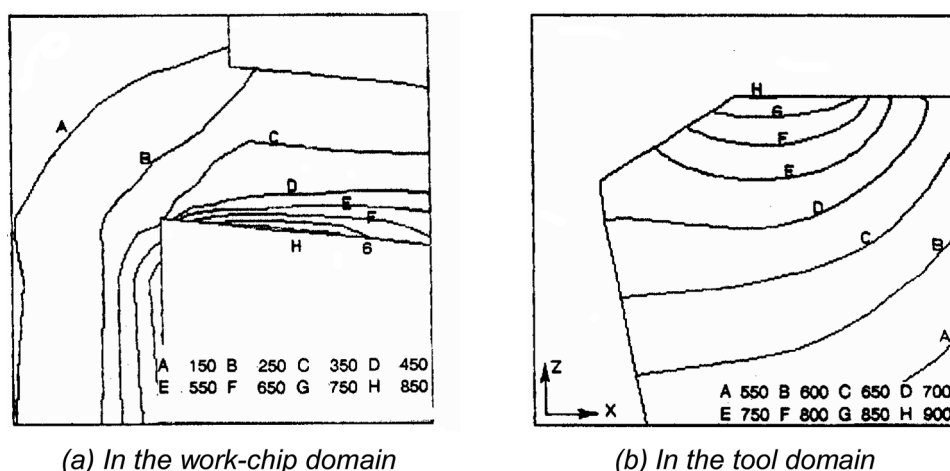 A
B
C
D
E
F
G
H
A 150 B 250 C 350 D 450
E 550 F 650 G 750 H 850
(a) In the work-chip domain
H
G
F
E
D
C
B
A
Z
X
A 550 B 600 C 650 D 700
E 750 F 800 G 850 H 900
(b) In the tool domain